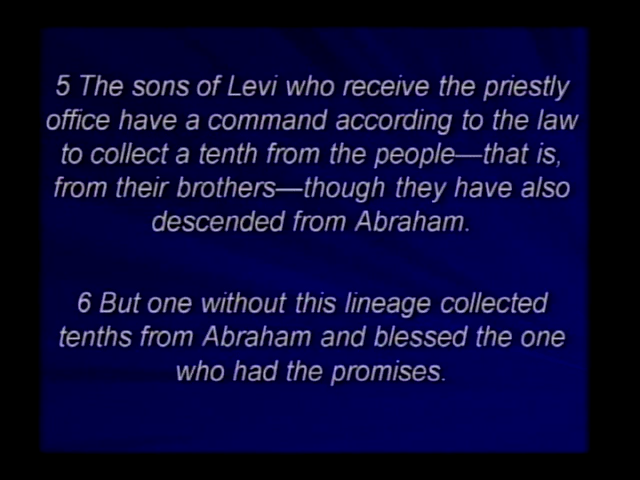 5 The sons of Levi who receive the priestly
office have a command according to the law
to collect a tenth from the people—that is,
from their brothers—though they have also
descended from Abraham.
6 But one without this lineage collected
tenths from Abraham and blessed the one
who had the promises.